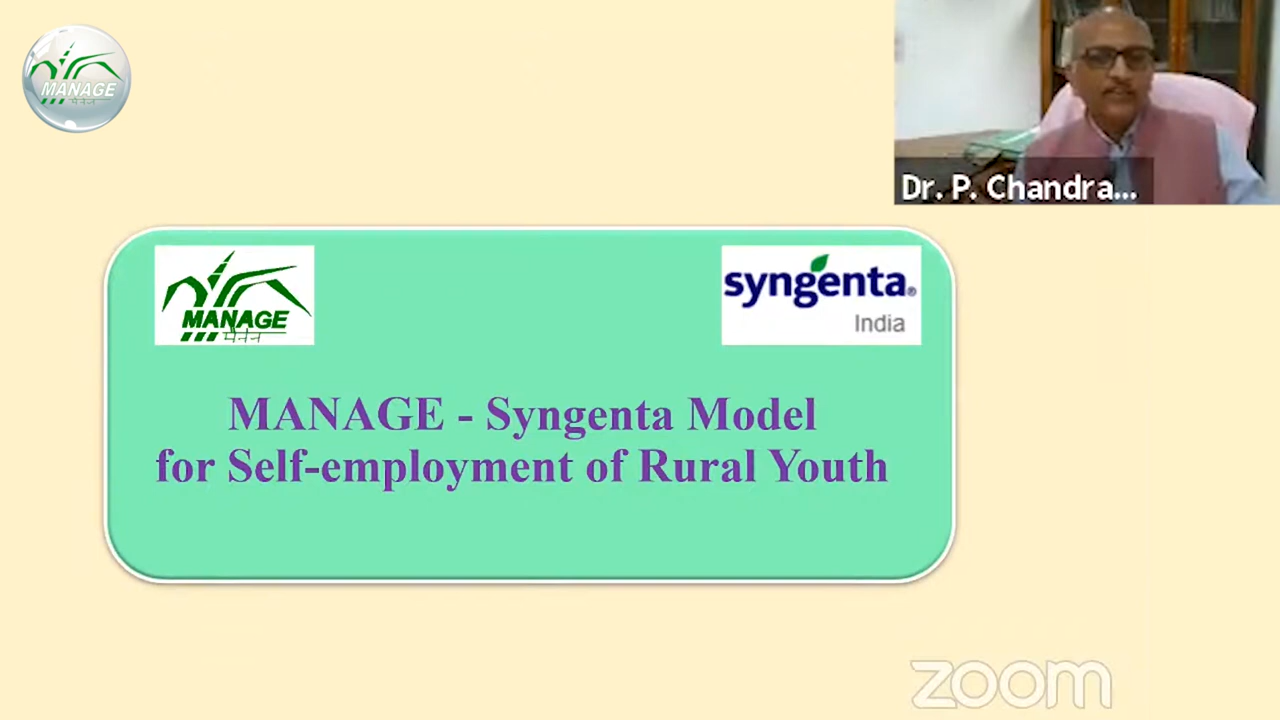 MANAGE
मैनेज
Dr. P. Chandra...
MANAGE
मैनेज
syngenta®
India
MANAGE - Syngenta Model
for Self-employment of Rural Youth
zoom